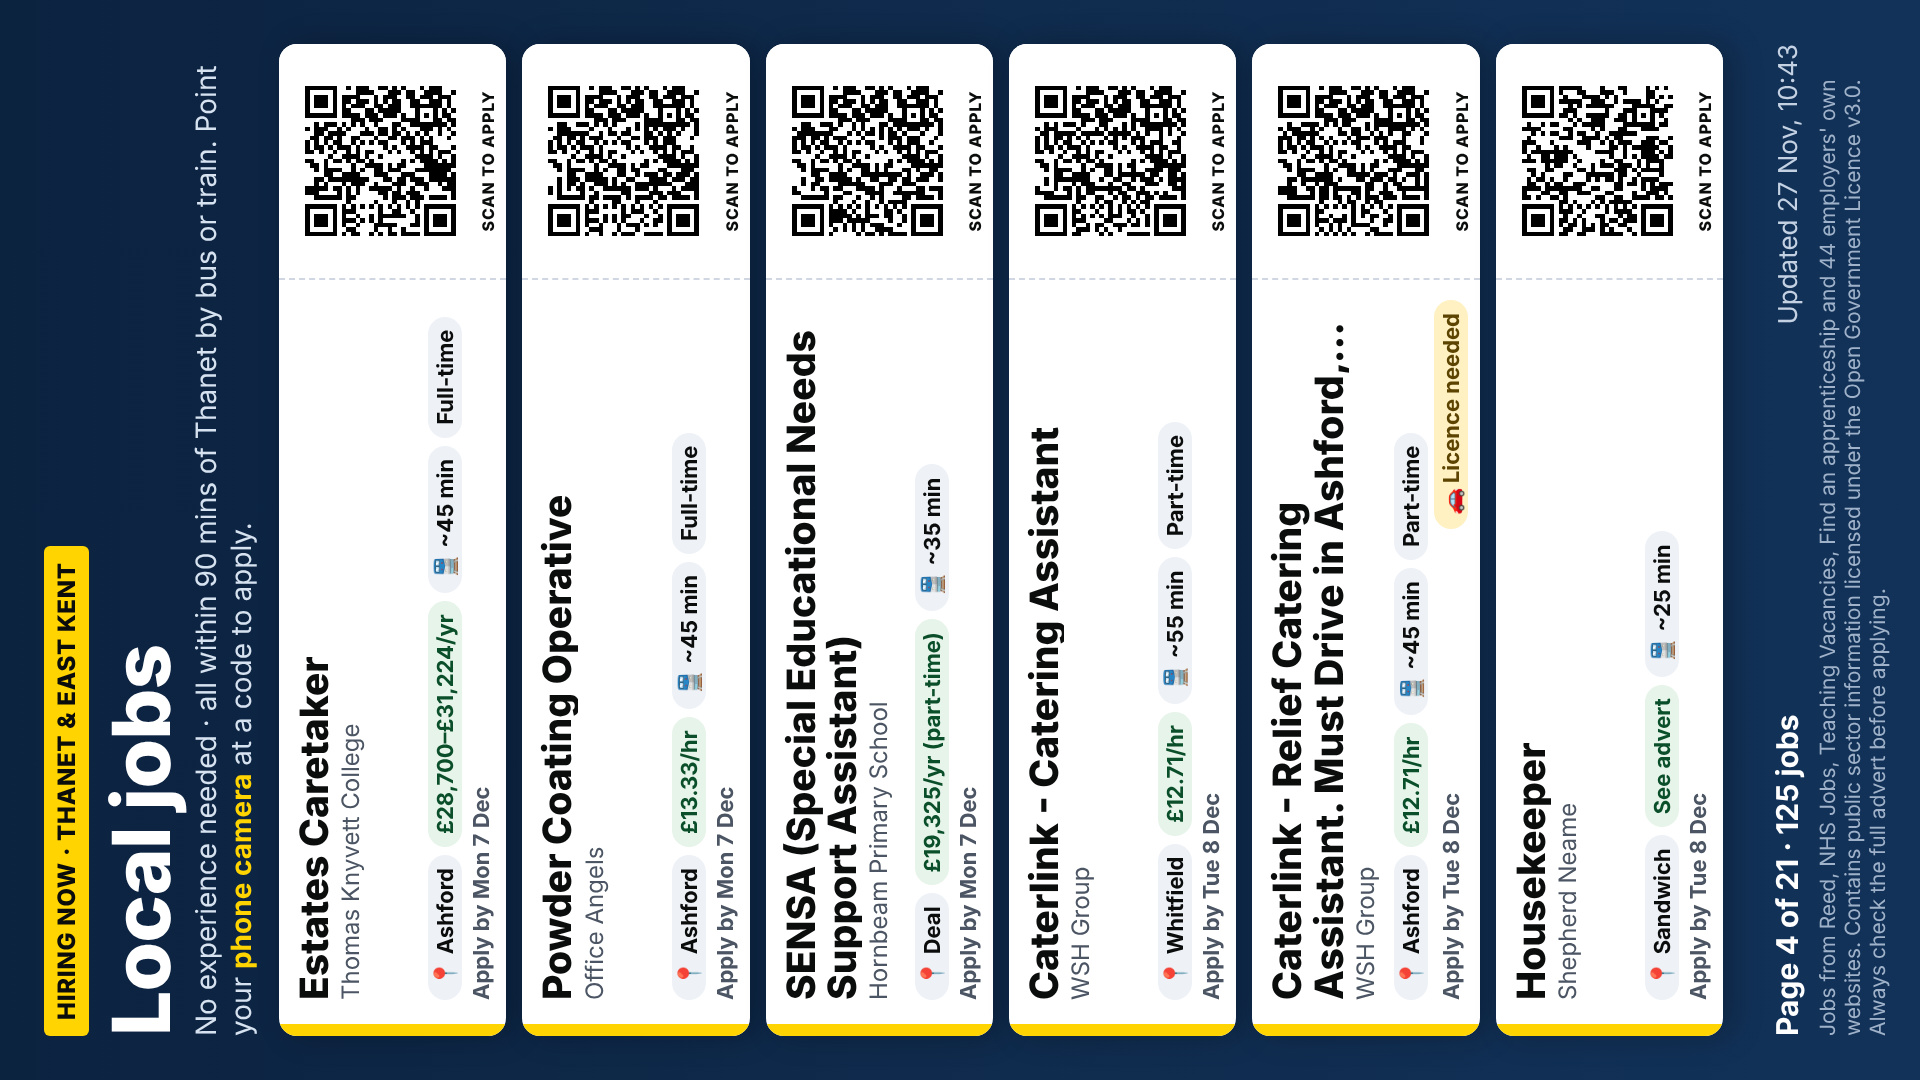 HIRING NOW · THANET & EAST KENT
Local jobs
No experience needed · all within 90 mins of Thanet by bus or train. Point
your phone camera at a code to apply.
Estates Caretaker
Thomas Knyvett College
📍 Ashford £28,700–£31,224/yr 🚆 ~45 min Full-time
Apply by Mon 7 Dec
SCAN TO APPLY
Powder Coating Operative
Office Angels
📍 Ashford £13.33/hr 🚆 ~45 min Full-time
Apply by Mon 7 Dec
SCAN TO APPLY
SENSA (Special Educational Needs
Support Assistant)
Hornbeam Primary School
📍 Deal £19,325/yr (part-time) 🚆 ~35 min
Apply by Mon 7 Dec
SCAN TO APPLY
Caterlink - Catering Assistant
WSH Group
📍 Whitfield £12.71/hr 🚆 ~55 min Part-time
Apply by Tue 8 Dec
SCAN TO APPLY
Caterlink - Relief Catering
Assistant. Must Drive in Ashford,…
WSH Group
📍 Ashford £12.71/hr 🚆 ~45 min Part-time
Apply by Tue 8 Dec 🚗 Licence needed
SCAN TO APPLY
Housekeeper
Shepherd Neame
📍 Sandwich See advert 🚆 ~25 min
Apply by Tue 8 Dec
SCAN TO APPLY
Page 4 of 21 · 125 jobs Updated 27 Nov, 10:43
Jobs from Reed, NHS Jobs, Teaching Vacancies, Find an apprenticeship and 44 employers' own
websites. Contains public sector information licensed under the Open Government Licence v3.0.
Always check the full advert before applying.